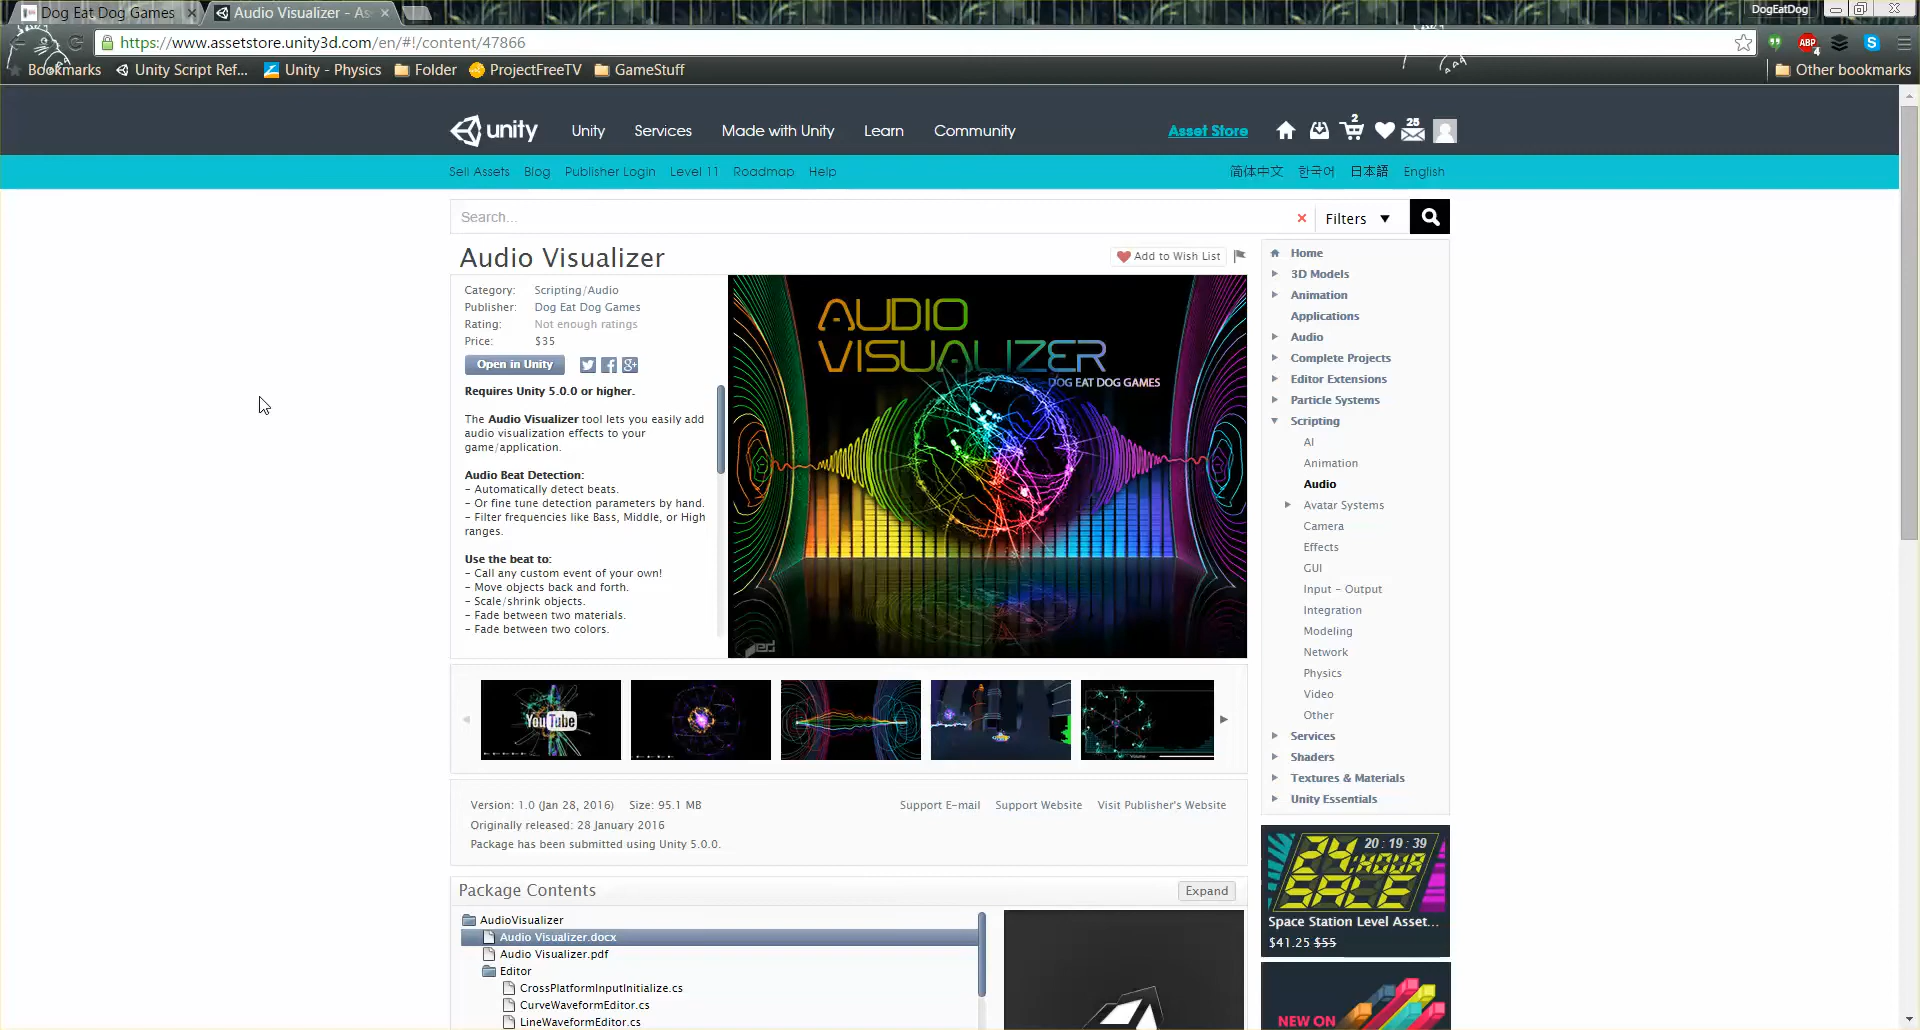 Dog Eat Dog Games
Audio Visualizer - As
DogEatDog
https://www.assetstore.unity3d.com/en/#!/content/47866
ABP
4
Bookmarks
Unity Script Ref...
Unity - Physics
Folder
ProjectFreeTV
GameStuff
Other bookmarks
unity
Unity
Services
Made with Unity
Learn
Community
Asset Store
2
25
Sell Assets
Blog
Publisher Login
Level 11
Roadmap
Help
简体中文
한국어
日本語
English
Search...
Filters
Audio Visualizer
Add to Wish List
Category: Scripting/Audio
Publisher: Dog Eat Dog Games
Rating: Not enough ratings
Price: $35
Open in Unity
Requires Unity 5.0.0 or higher.
The Audio Visualizer tool lets you easily add
audio visualization effects to your
game/application.
Audio Beat Detection:
- Automatically detect beats.
- Or fine tune detection parameters by hand.
- Filter frequencies like Bass, Middle, or High
ranges.
Use the beat to:
- Call any custom event of your own!
- Move objects back and forth.
- Scale/shrink objects.
- Fade between two materials.
- Fade between two colors.
AUDIO
VISUALIZER
DOG EAT DOG GAMES
Home
3D Models
Animation
Applications
Audio
Complete Projects
Editor Extensions
Particle Systems
Scripting
AI
Animation
Audio
Avatar Systems
Camera
Effects
GUI
Input - Output
Integration
Modeling
Network
Physics
Video
Other
Services
Shaders
Textures & Materials
Unity Essentials
YouTube
Volume
Version: 1.0 (Jan 28, 2016) Size: 95.1 MB
Support E-mail
Support Website
Visit Publisher's Website
Originally released: 28 January 2016
Package has been submitted using Unity 5.0.0.
Package Contents
Expand
AudioVisualizer
Audio Visualizer.docx
Audio Visualizer.pdf
Editor
CrossPlatformInputInitialize.cs
CurveWaveformEditor.cs
LineWaveformEditor.cs
20 : 19 : 39
24 HOUR
SALE
Space Station Level Asset...
$41.25 $55
NEW ON